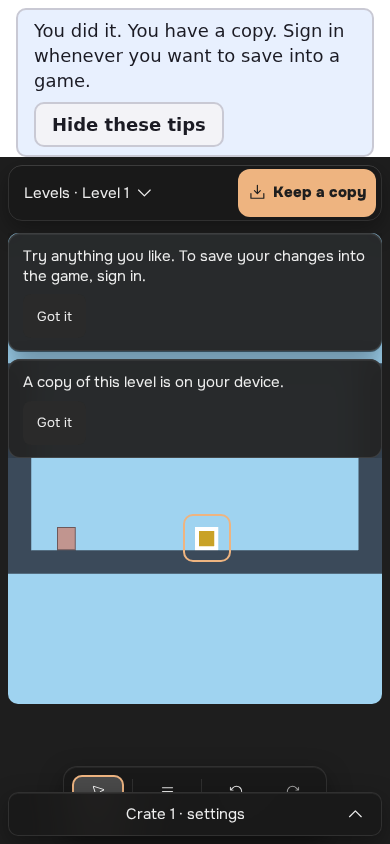 You did it. You have a copy. Sign in
whenever you want to save into a
game.
Hide these tips
Levels · Level 1
Keep a copy
Try anything you like. To save your changes into
the game, sign in.
Got it
A copy of this level is on your device.
Got it
Crate 1 · settings